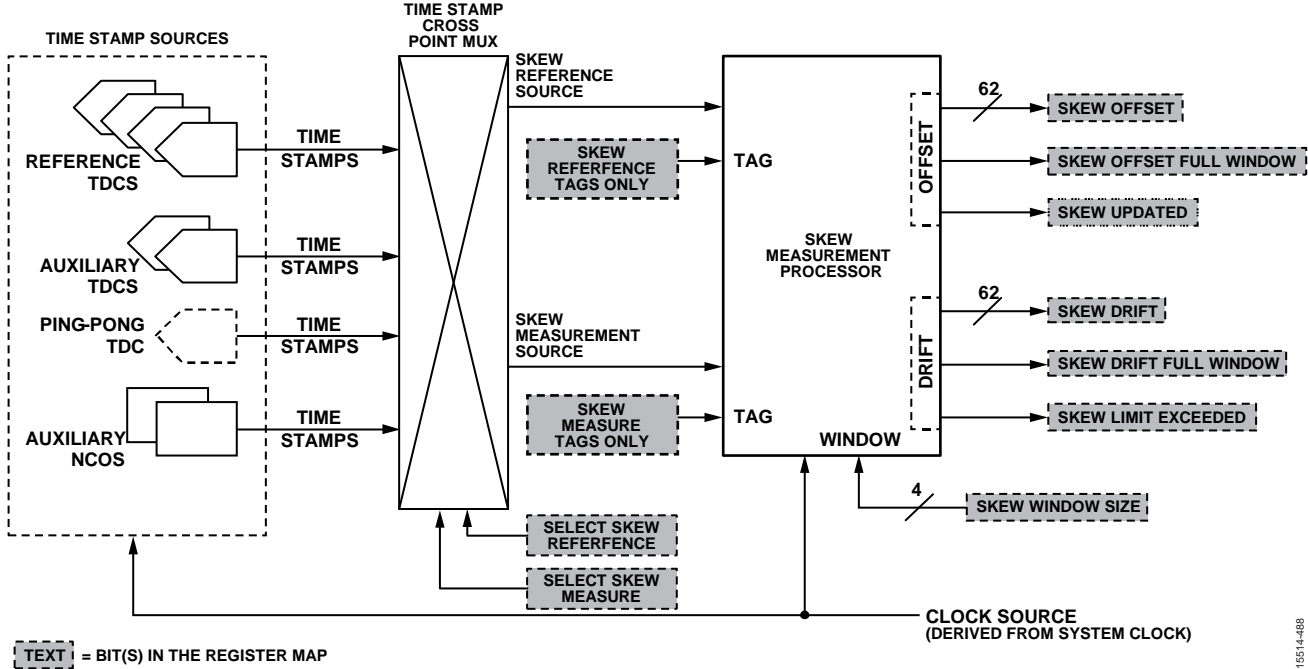 TIME STAMP
CROSS
POINT MUX
TIME STAMP SOURCES
REFERENCE
TDCS
TIME
STAMPS
AUXILIARY
TDCS
TIME
STAMPS
PING-PONG
TDC
TIME
STAMPS
AUXILIARY
NCOS
TIME
STAMPS
SKEW
REFERENCE
SOURCE
SKEW
REFERFENCE
TAGS ONLY
SKEW
MEASUREMENT
SOURCE
SKEW
MEASURE
TAGS ONLY
SELECT SKEW
REFERFENCE
SELECT SKEW
MEASURE
TAG
SKEW
MEASUREMENT
PROCESSOR
TAG
WINDOW
OFFSET
DRIFT
62
SKEW OFFSET
SKEW OFFSET FULL WINDOW
SKEW UPDATED
62
SKEW DRIFT
SKEW DRIFT FULL WINDOW
SKEW LIMIT EXCEEDED
4
SKEW WINDOW SIZE
CLOCK SOURCE
(DERIVED FROM SYSTEM CLOCK)
TEXT = BIT(S) IN THE REGISTER MAP
15514-488